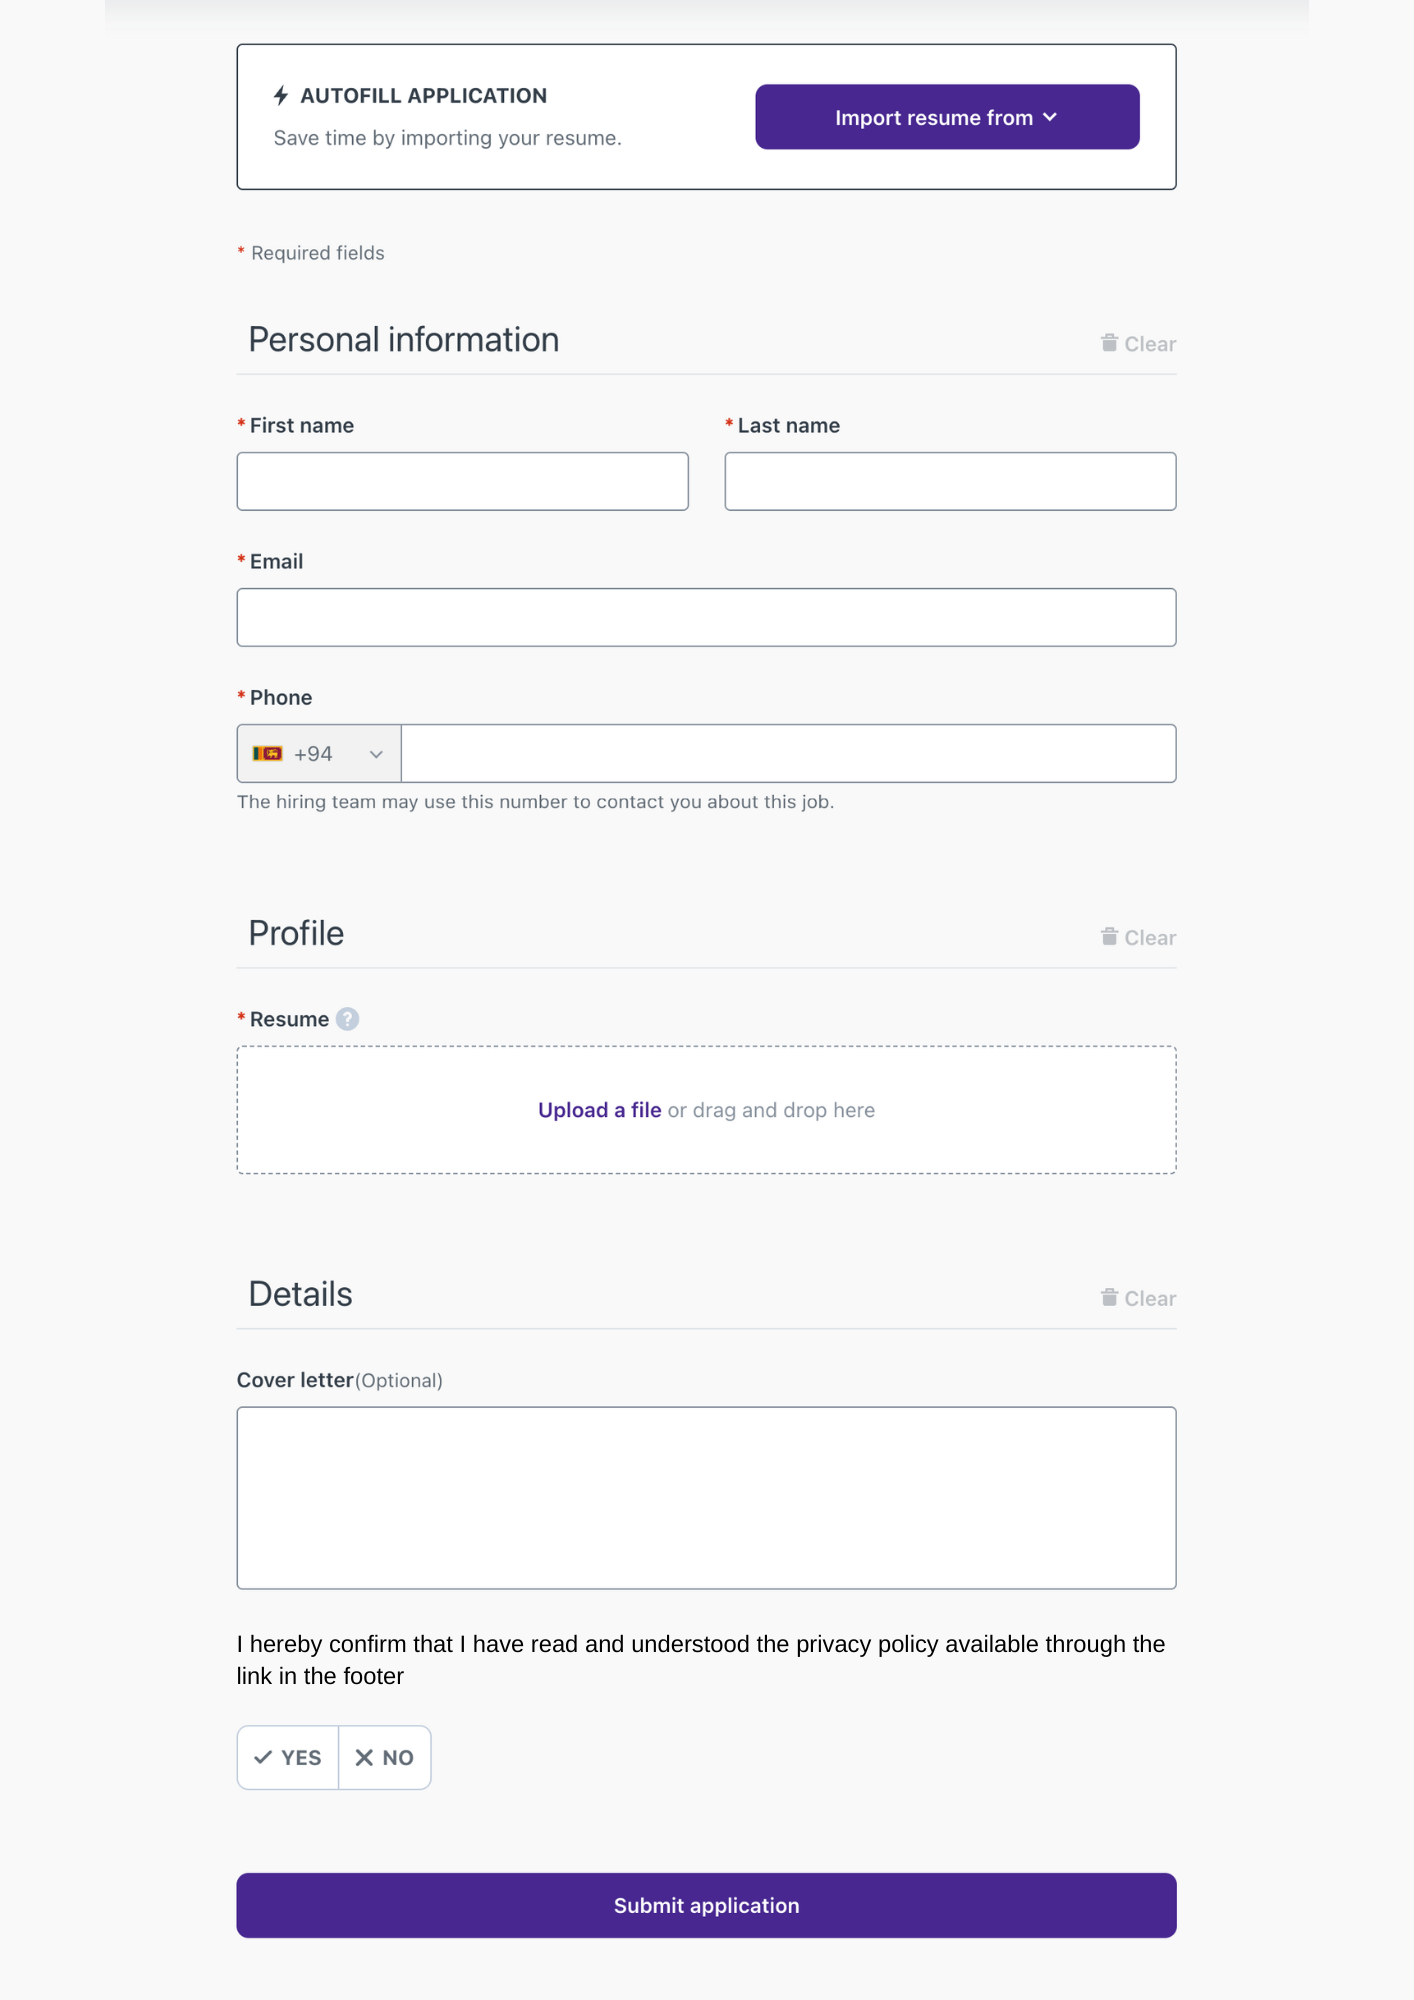 AUTOFILL APPLICATION
Save time by importing your resume.
Import resume from
* Required fields
Personal information
Clear
* First name
* Last name
* Email
* Phone
+94
The hiring team may use this number to contact you about this job.
Profile
Clear
* Resume ?
Upload a file or drag and drop here
Details
Clear
Cover letter(Optional)
I hereby confirm that I have read and understood the privacy policy available through the
link in the footer
YES
NO
Submit application